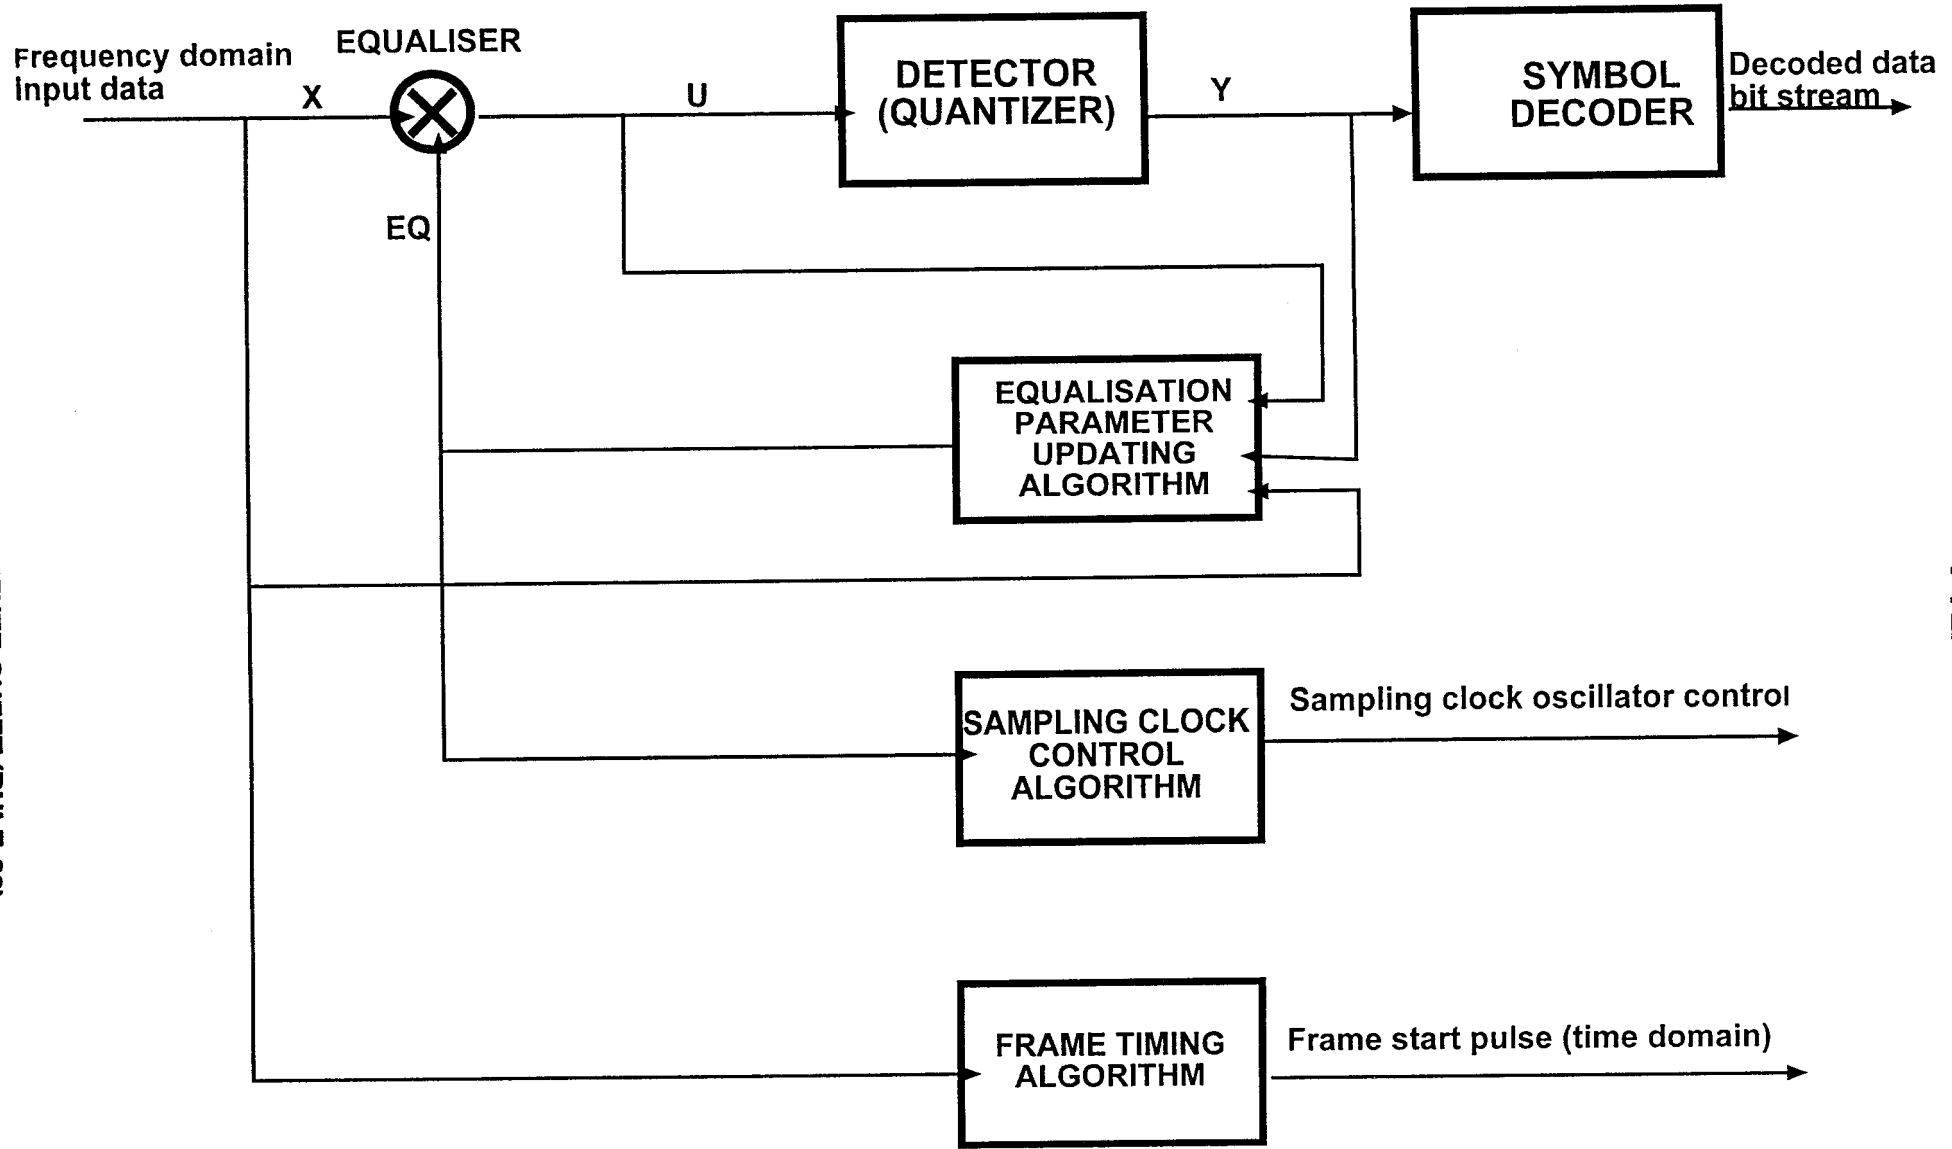 Frequency domain
Input data
X
EQUALISER
U
DETECTOR
(QUANTIZER)
Y
SYMBOL
DECODER
Decoded data
bit stream
EQ
EQUALISATION
PARAMETER
UPDATING
ALGORITHM
SAMPLING CLOCK
CONTROL
ALGORITHM
Sampling clock oscillator control
FRAME TIMING
ALGORITHM
Frame start pulse (time domain)